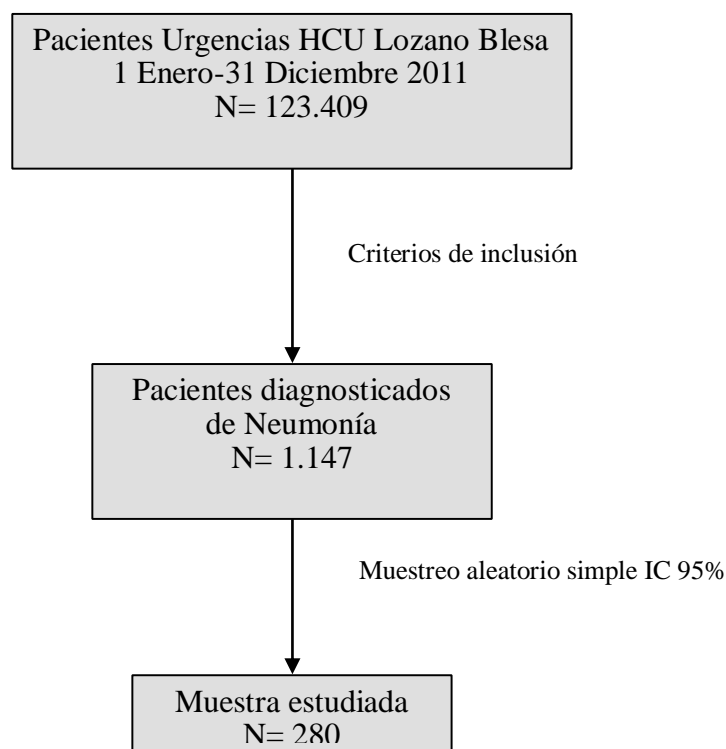 Pacientes Urgencias HCU Lozano Blesa
1 Enero-31 Diciembre 2011
N= 123.409
Criterios de inclusión
Pacientes diagnosticados
de Neumonía
N= 1.147
Muestreo aleatorio simple IC 95%
Muestra estudiada
N= 280